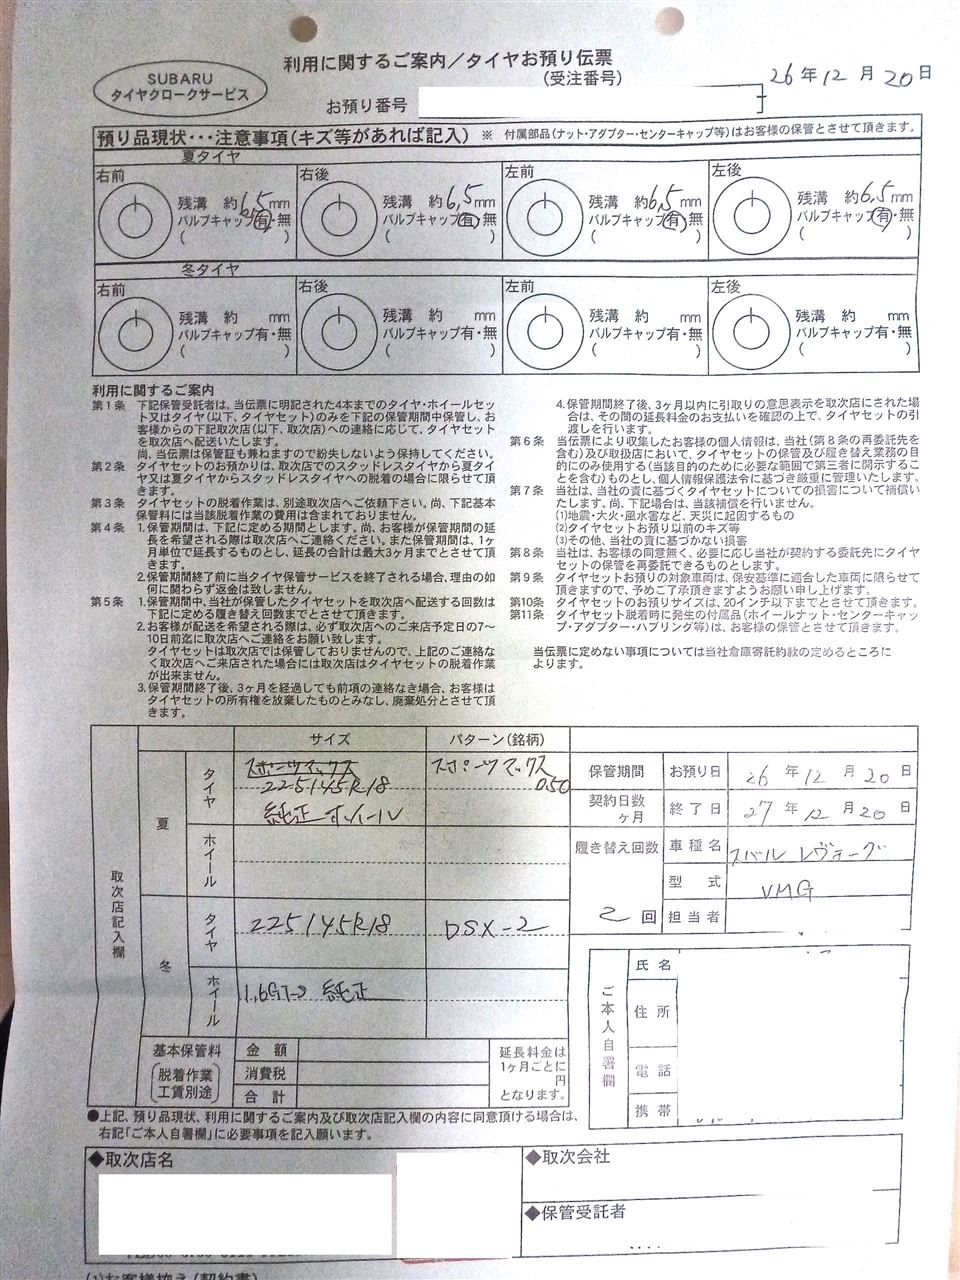 利用に関するご案内／タイヤお預り伝票
(受注番号)
SUBARU
タイヤクロークサービス
26年12月20日
お預り番号
預り品現状･･･注意事項(キズ等があれば記入) ※ 付属部品(ナット・アダプター・センターキャップ等)はお客様の保管とさせて頂きます。
夏タイヤ
右前 残溝 約6,5mm バルブキャップ有・無 ( )
右後 残溝 約6,5mm バルブキャップ有・無 ( )
左前 残溝 約6,5mm バルブキャップ有・無 ( )
左後 残溝 約6,5mm バルブキャップ有・無 ( )
冬タイヤ
右前 残溝 約 mm バルブキャップ有・無 ( )
右後 残溝 約 mm バルブキャップ有・無 ( )
左前 残溝 約 mm バルブキャップ有・無 ( )
左後 残溝 約 mm バルブキャップ有・無 ( )
利用に関するご案内
第１条 下記保管受託者は、当伝票に明記された4本までのタイヤ・ホイールセッ
ト又はタイヤ(以下、タイヤセット)のみを下記の保管期間中保管し、お
客様からの下記取次店(以下、取次店)への連絡に応じて、タイヤセット
を取次店へ配送いたします。
尚、当伝票は保管証も兼ねますので紛失しないよう保持してください。
第２条 タイヤセットのお預かりは、取次店でのスタッドレスタイヤから夏タイ
ヤ又は夏タイヤからスタッドレスタイヤへの脱着の場合に限らせて頂
きます。
第３条 タイヤセットの脱着作業は、別途取次店へご依頼下さい。尚、下記基本
保管料には当該脱着作業の費用は含まれておりません。
第４条 1.保管期間は、下記に定める期間とします。尚、お客様が保管期間の延
長を希望される際は取次店へご連絡ください。また保管期間は、1ヶ
月単位で延長するものとし、延長の合計は最大3ヶ月までとさせて頂
きます。
2.保管期間終了前に当タイヤ保管サービスを終了される場合、理由の如
何に関わらず返金は致しません。
第５条 1.保管期間中、当社が保管したタイヤセットを取次店へ配送する回数は
下記に定める履き替え回数までとさせて頂きます。
2.お客様が配送を希望される際は、必ず取次店へのご来店予定日の7〜
10日前迄に取次店へご連絡をお願い致します。
タイヤセットは取次店では保管しておりませんので、上記のご連絡な
く取次店へご来店された場合には取次店はタイヤセットの脱着作業
が出来ません。
3.保管期間終了後、3ヶ月を経過しても前項の連絡なき場合、お客様は
タイヤセットの所有権を放棄したものとみなし、廃棄処分とさせて頂
きます。
4.保管期間終了後、3ヶ月以内に引取りの意思表示を取次店にされた場
合は、その間の延長料金のお支払いを確認の上で、タイヤセットの引
渡しを行います。
第６条 当伝票により収集したお客様の個人情報は、当社(第８条の再委託先を
含む)及び取扱店において、タイヤセットの保管及び履き替え業務の目
的にのみ使用する(当該目的のために必要な範囲で第三者に開示するこ
とを含む)ものとし、個人情報保護法令に基づき厳重に管理いたします。
第７条 当社は、当社の責に基づくタイヤセットについての損害について補償い
たします。尚、下記場合は、当該補償を行いません。
(1)地震・大火・風水害など、天災に起因するもの
(2)タイヤセットお預り以前のキズ等
(3)その他、当社の責に基づかない損害
第８条 当社は、お客様の同意無く、必要に応じ当社が契約する委託先にタイヤ
セットの保管を再委託できるものとします。
第９条 タイヤセットお預りの対象車両は、保安基準に適合した車両に限らせて
頂きますので、予めご了承頂きますようお願い申し上げます。
第10条 タイヤセットのお預りサイズは、20インチ以下までとさせて頂きます。
第11条 タイヤセット脱着時に発生の付属品(ホイールナット・センターキャッ
プ・アダプター・ハブリング等)は、お客様の保管とさせて頂きます。
当伝票に定めない事項については当社倉庫寄託約款の定めるところに
よります。
取次店記入欄
サイズ パターン(銘柄)
夏 タイヤ スポーツマックス スポーツマックス
225/45R18 050
純正ホイール
ホイール
冬 タイヤ 225/45R18 DSX-2
ホイール 1,6GT-S 純正
保管期間 お預り日 26年12月20日
契約日数 ヶ月 終了日 27年12月20日
履き替え回数 2回
車種名 スバル レヴォーグ
型式 VMG
担当者
ご本人自署欄
氏名
住所
電話
携帯
基本保管料 (脱着作業 工賃別途)
金額
消費税
合計
延長料金は
1ヶ月ごとに
円
となります。
●上記、預り品現状、利用に関するご案内及び取次店記入欄の内容に同意頂ける場合は、
右記「ご本人自署欄」に必要事項を記入願います。
◆取次店名
◆取次会社
◆保管受託者
(1)お客様控え(契約書)